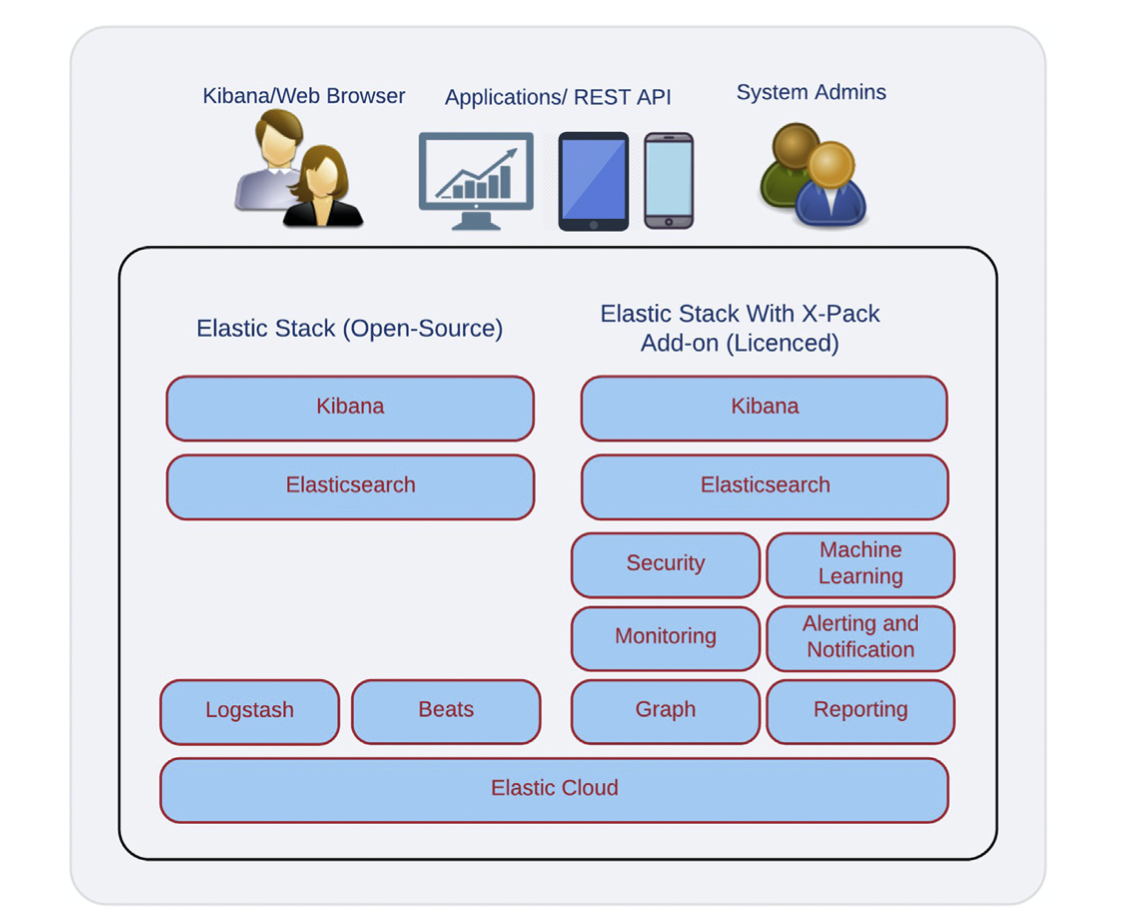 Kibana/Web Browser
Applications/ REST API
System Admins
Elastic Stack (Open-Source)
Elastic Stack With X-Pack
Add-on (Licenced)
Kibana
Kibana
Elasticsearch
Elasticsearch
Security
Machine
Learning
Monitoring
Alerting and
Notification
Logstash
Beats
Graph
Reporting
Elastic Cloud